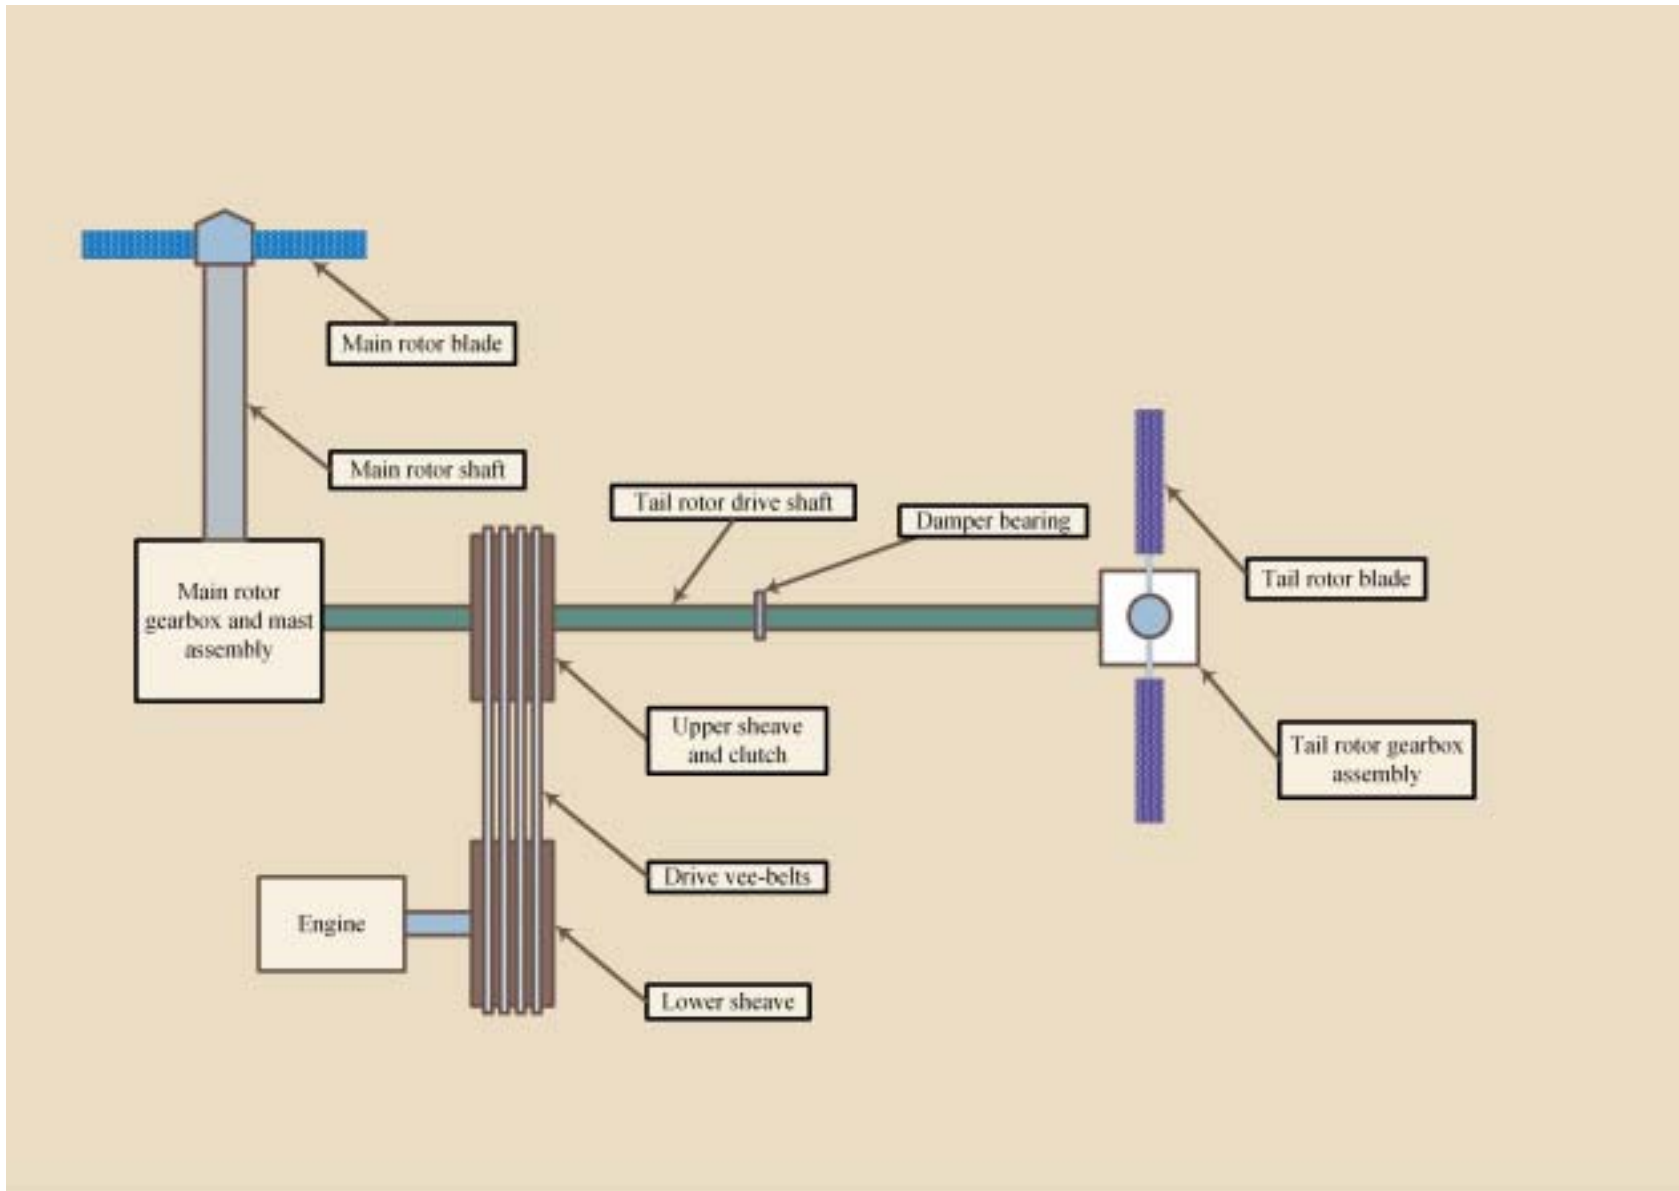 Main rotor blade
Main rotor shaft
Tail rotor drive shaft
Damper bearing
Tail rotor blade
Main rotor
gearbox and mast
assembly
Upper sheave
and clutch
Tail rotor gearbox
assembly
Drive vee-belts
Engine
Lower sheave